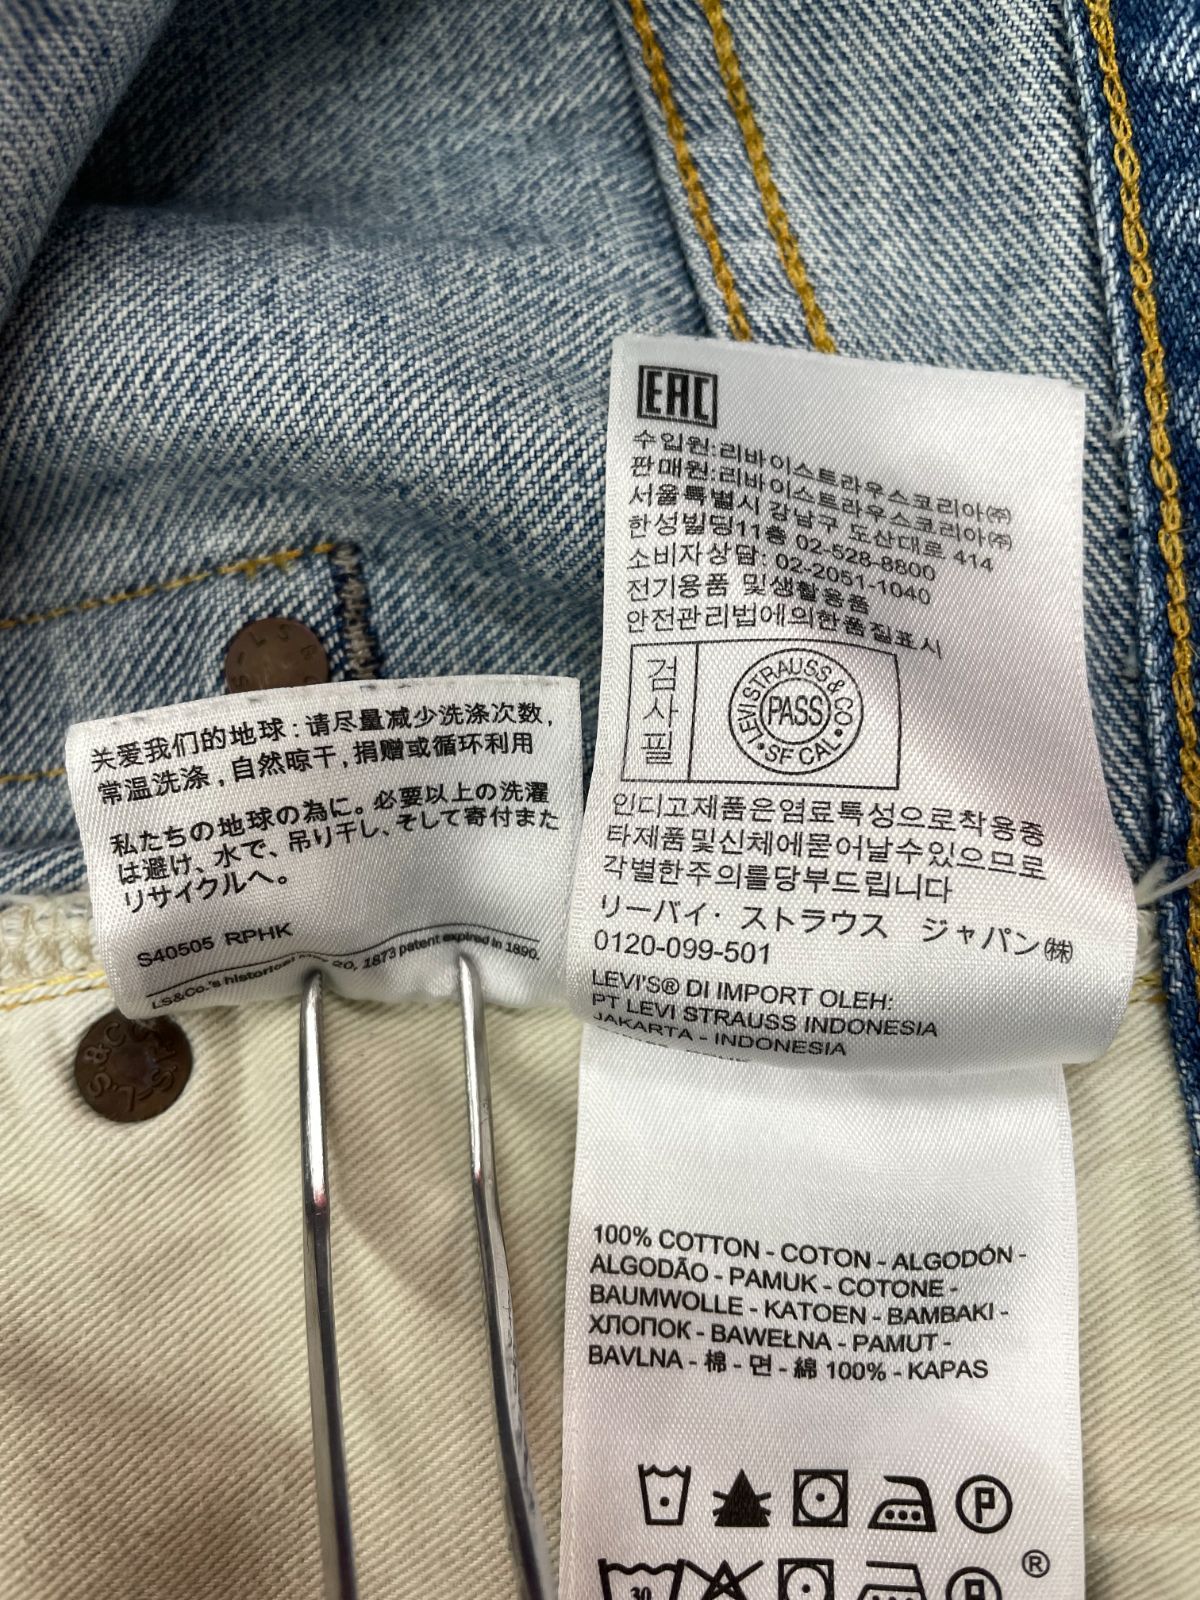 EAC
수입원:리바이스트라우스코리아㈜
판매원:리바이스트라우스코리아㈜
서울특별시 강남구 도산대로 414
한성빌딩11층 02-528-8800
소비자상담: 02-2051-1040
전기용품 및생활용품
안전관리법에의한품질표시
검사필
LEVI STRAUSS & CO
PASS
SF CAL
인디고제품은염료특성으로착용중
타제품및신체에묻어날수있으므로
각별한주의를당부드립니다
リーバイ・ストラウス ジャパン㈱
0120-099-501
LEVI'S® DI IMPORT OLEH:
PT LEVI STRAUSS INDONESIA
JAKARTA - INDONESIA
关爱我们的地球：请尽量减少洗涤次数，
常温洗涤，自然晾干，捐赠或循环利用
私たちの地球の為に。必要以上の洗濯
は避け、水で、吊り干し、そして寄付また
リサイクルへ。
S40505 RPHK
LS&Co.'s historical 20, 1873 patent expired in 1890.
100% COTTON - COTON - ALGODÓN -
ALGODÃO - PAMUK - COTONE -
BAUMWOLLE - KATOEN - BAMBAKI -
ХЛОПОК - BAWEŁNA - PAMUT -
BAVLNA - 棉 - 면 - 綿 100% - KAPAS
P
®
30
P